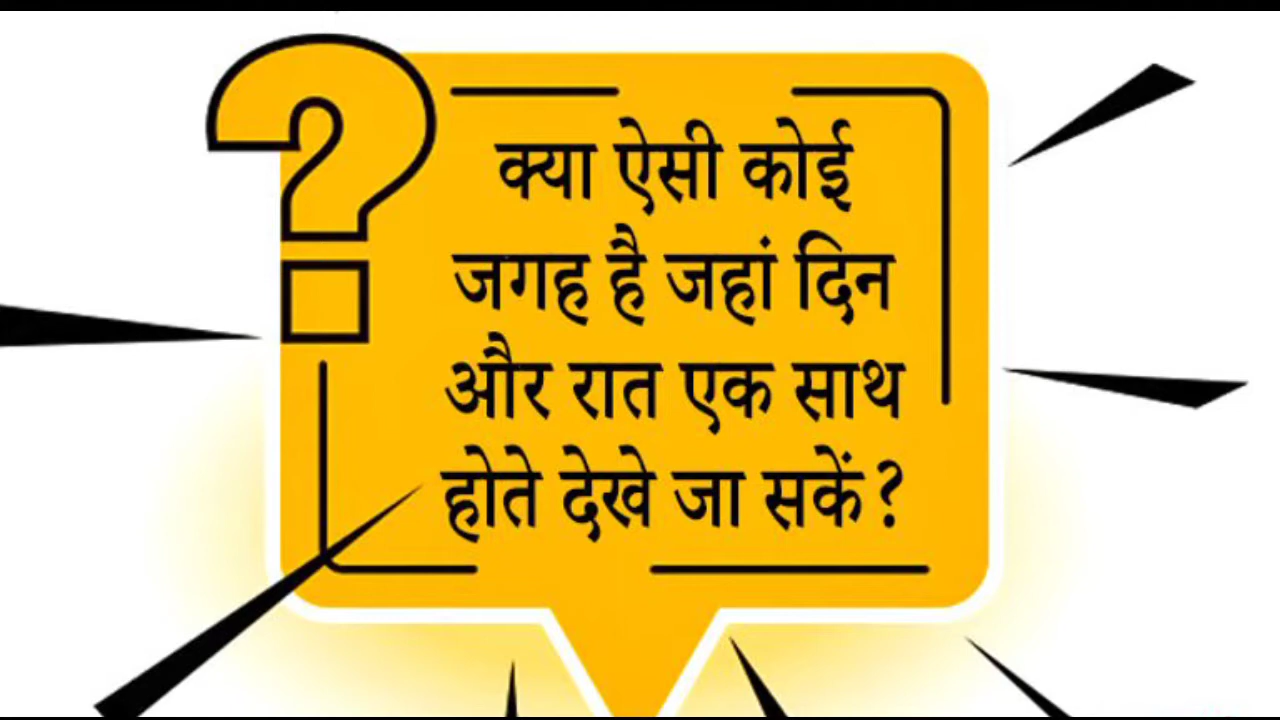 क्या ऐसी कोई
जगह है जहां दिन
और रात एक साथ
होते देखे जा सकें?